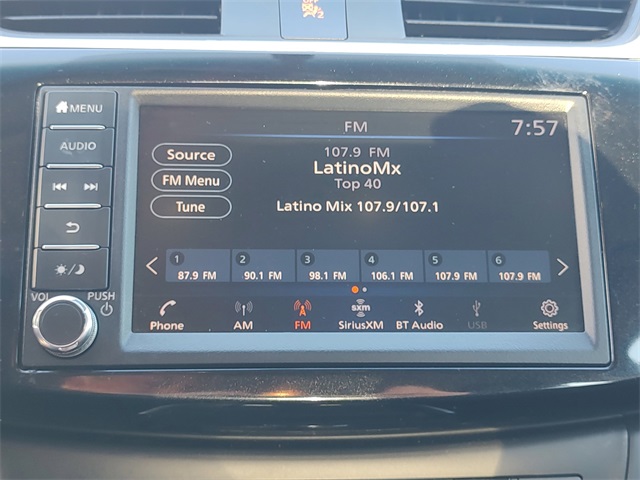 MENU
AUDIO
VOL PUSH
FM 7:57
Source
FM Menu
Tune
107.9 FM
LatinoMx
Top 40
Latino Mix 107.9/107.1
1 2 3 4 5 6
87.9 FM 90.1 FM 98.1 FM 106.1 FM 107.9 FM 107.9 FM
sxm
Phone AM FM SiriusXM BT Audio USB Settings